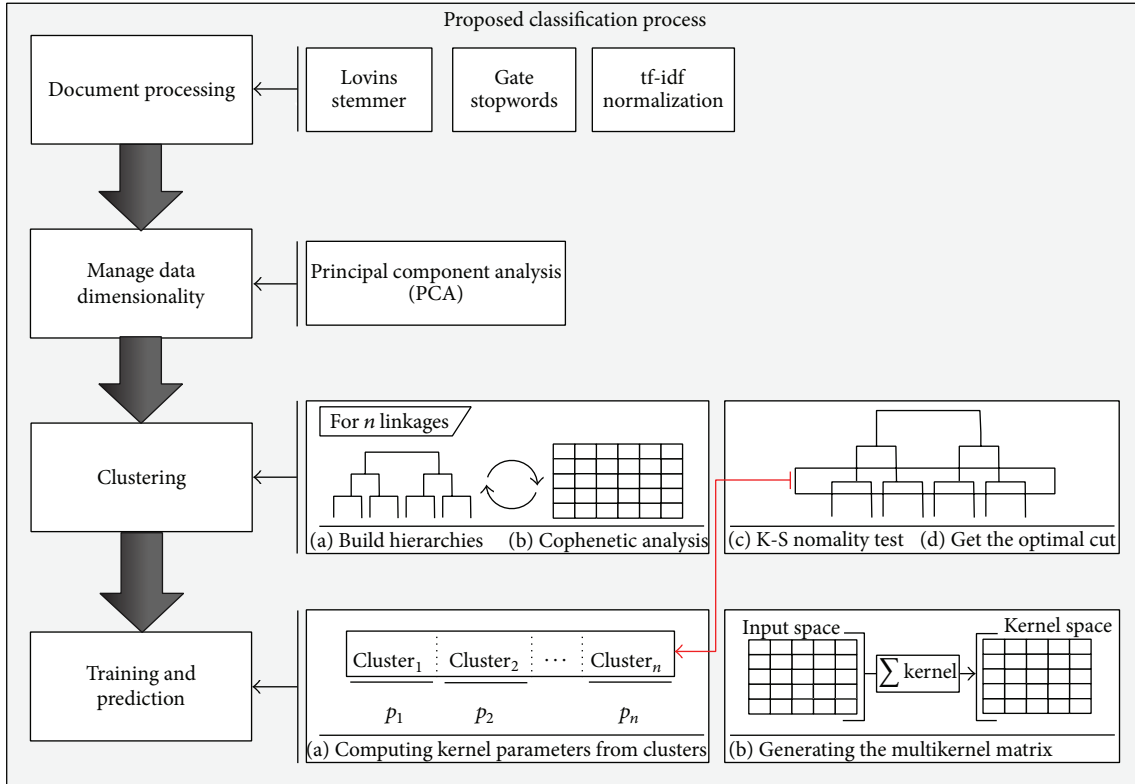 Proposed classification process
Document processing
Lovins
stemmer
Gate
stopwords
tf-idf
normalization
Manage data
dimensionality
Principal component analysis
(PCA)
Clustering
For n linkages
(a) Build hierarchies
(b) Cophenetic analysis
(c) K-S nomality test
(d) Get the optimal cut
Training and
prediction
Cluster₁
Cluster₂
⋯
Clusterₙ
p₁
p₂
pₙ
(a) Computing kernel parameters from clusters
Input space
∑ kernel
Kernel space
(b) Generating the multikernel matrix